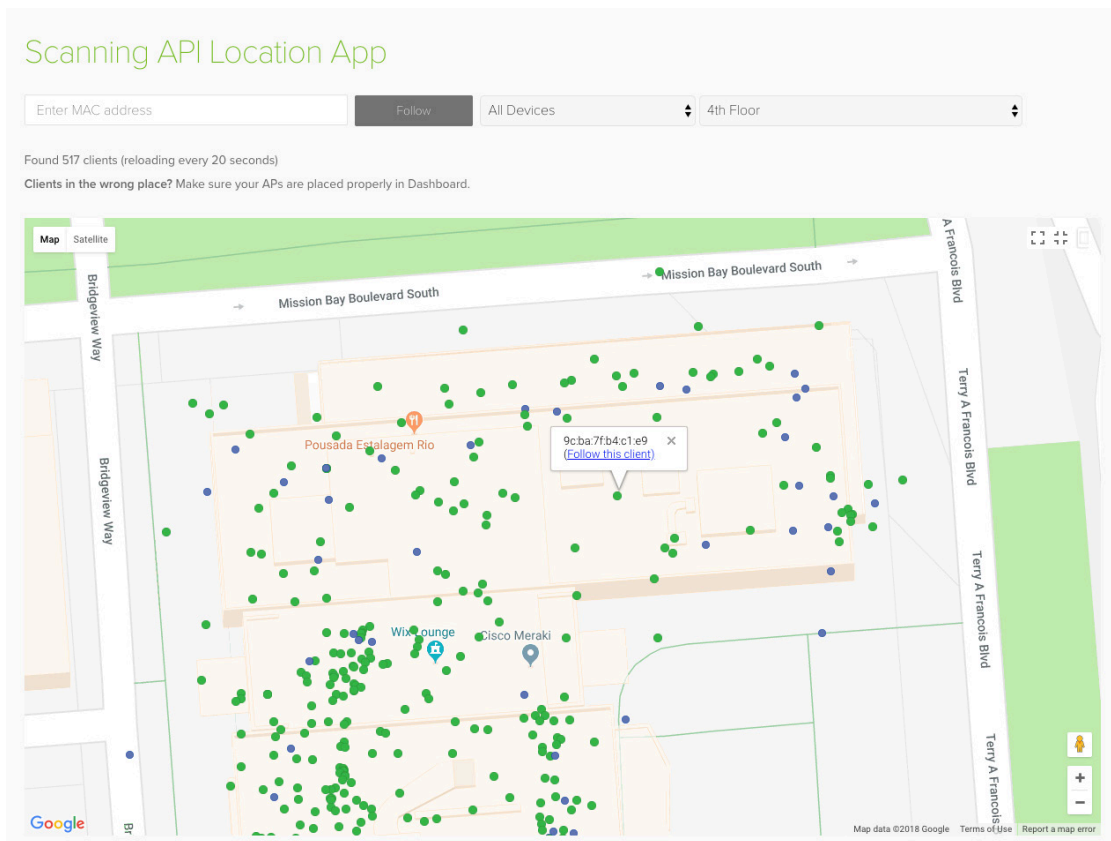 Scanning API Location App
Enter MAC address
Follow
All Devices
4th Floor
Found 517 clients (reloading every 20 seconds)
Clients in the wrong place? Make sure your APs are placed properly in Dashboard.
Map
Satellite
A Francois Blvd
Mission Bay Boulevard South
Mission Bay Boulevard South
Bridgeview Way
Terry A Francois Blvd
Pousada Estalagem Rio
9c:ba:7f:b4:c1:e9
(Follow this client)
Bridgeview Way
Terry A Francois Blvd
Wix Lounge
Cisco Meraki
Terry A Francois
Br
Google
Map data ©2018 Google
Terms of Use
Report a map error